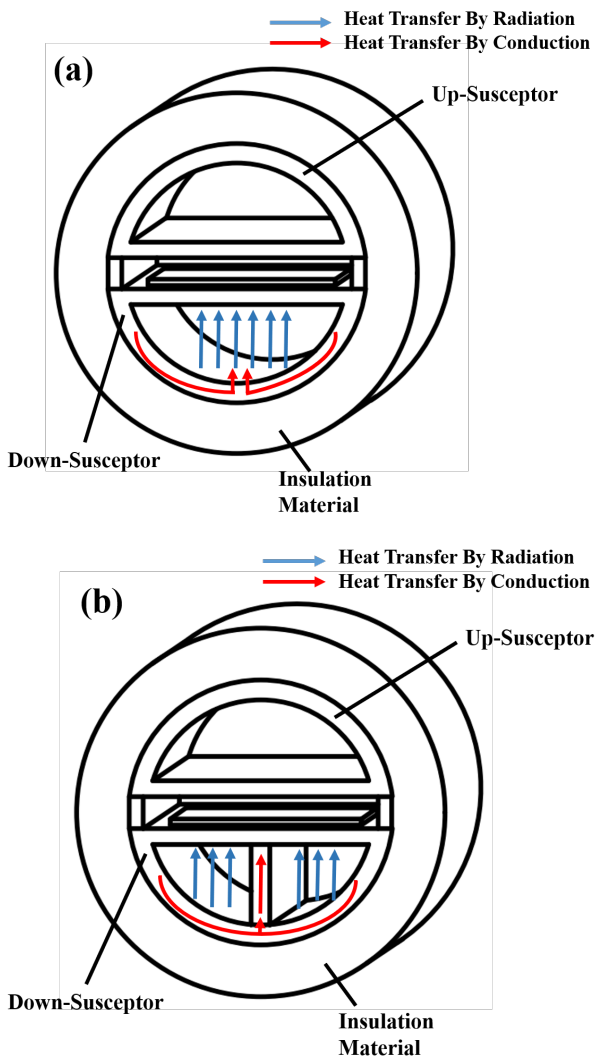 Heat Transfer By Radiation
Heat Transfer By Conduction
(a)
Up-Susceptor
Down-Susceptor
Insulation
Material
Heat Transfer By Radiation
Heat Transfer By Conduction
(b)
Up-Susceptor
Down-Susceptor
Insulation
Material